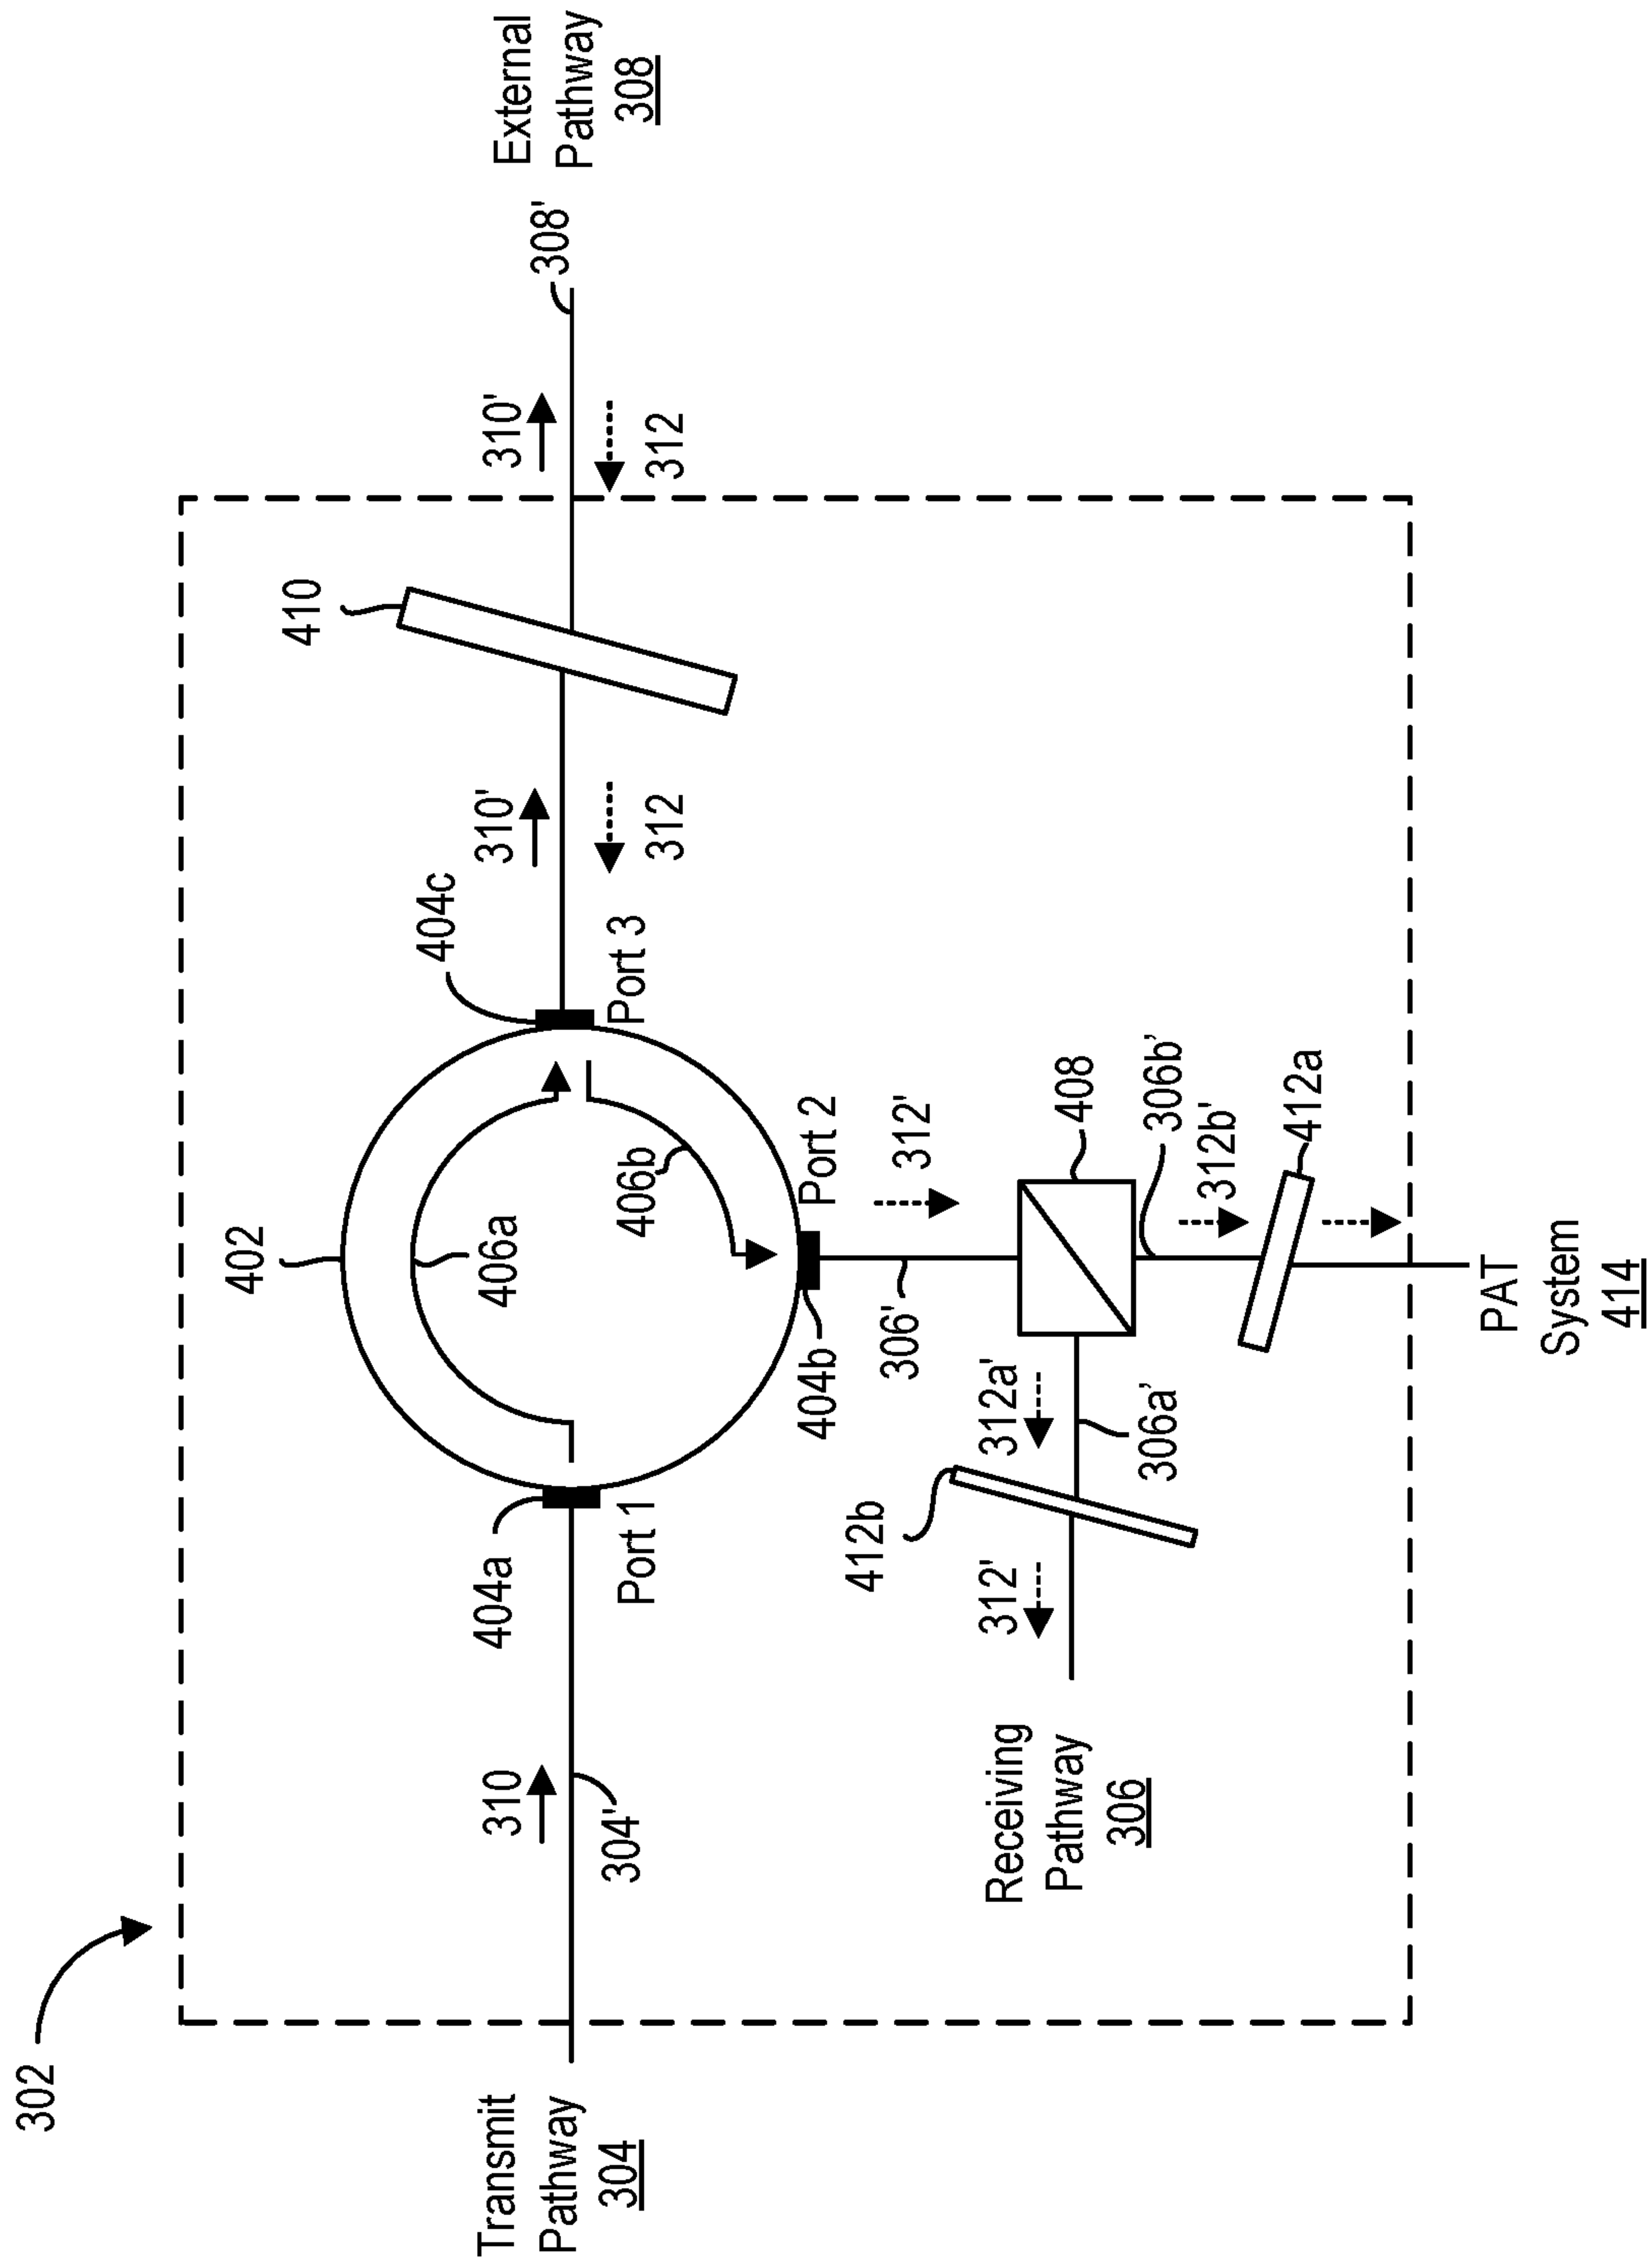 302
402
410
External
Pathway
308
308'
310'
312
404c
310'
312
Port 3
406a
406b
404a
Port 1
Transmit
Pathway
304
310
304'
404b
Port 2
312'
306'
408
306b'
312b'
412a
312a'
306a'
412b
312'
Receiving
Pathway
306
PAT
System
414